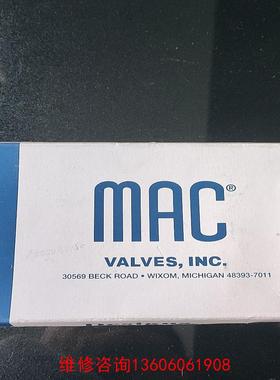 MAC®
VALVES, INC.
30569 BECK ROAD • WIXOM, MICHIGAN 48393-7011
维修咨询13606061908